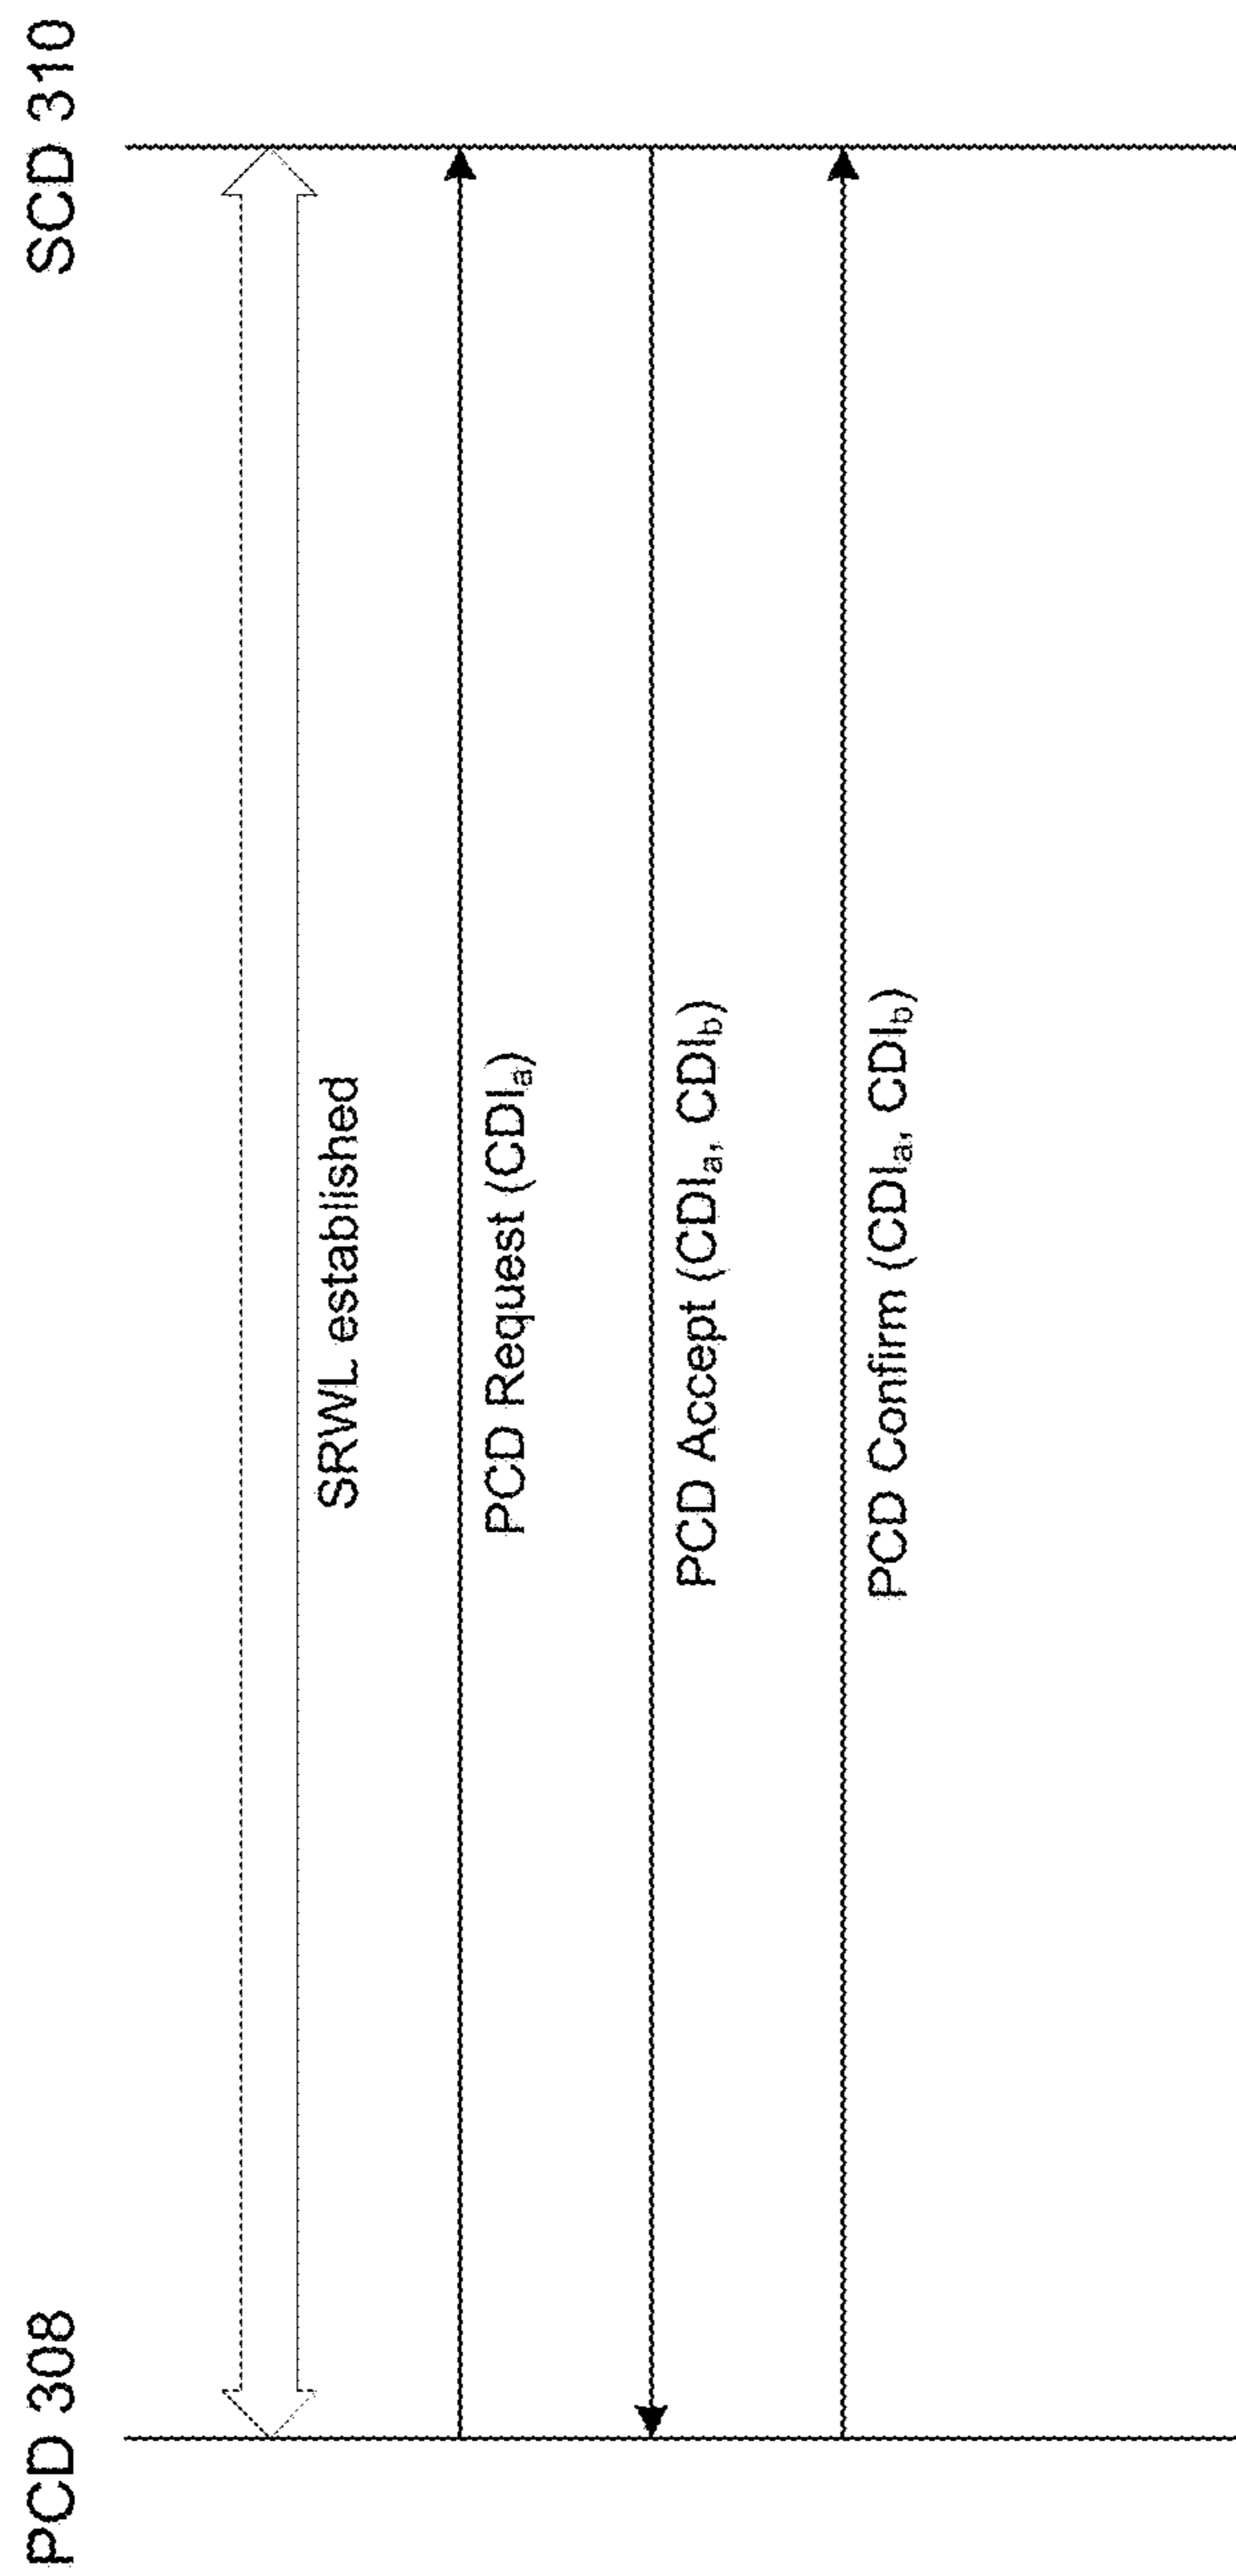 PCD 308
SCD 310
SRWL established
PCD Request (CDIa)
PCD Accept (CDIa, CDIb)
PCD Confirm (CDIa, CDIb)